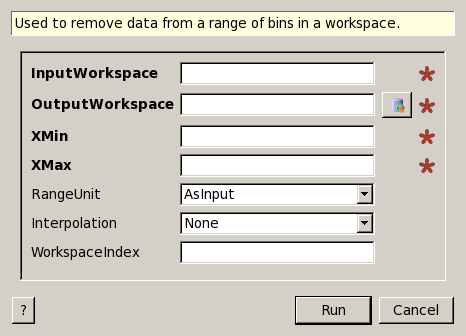 Used to remove data from a range of bins in a workspace.
InputWorkspace
OutputWorkspace
XMin
XMax
RangeUnit AsInput
Interpolation None
WorkspaceIndex
? Run Cancel